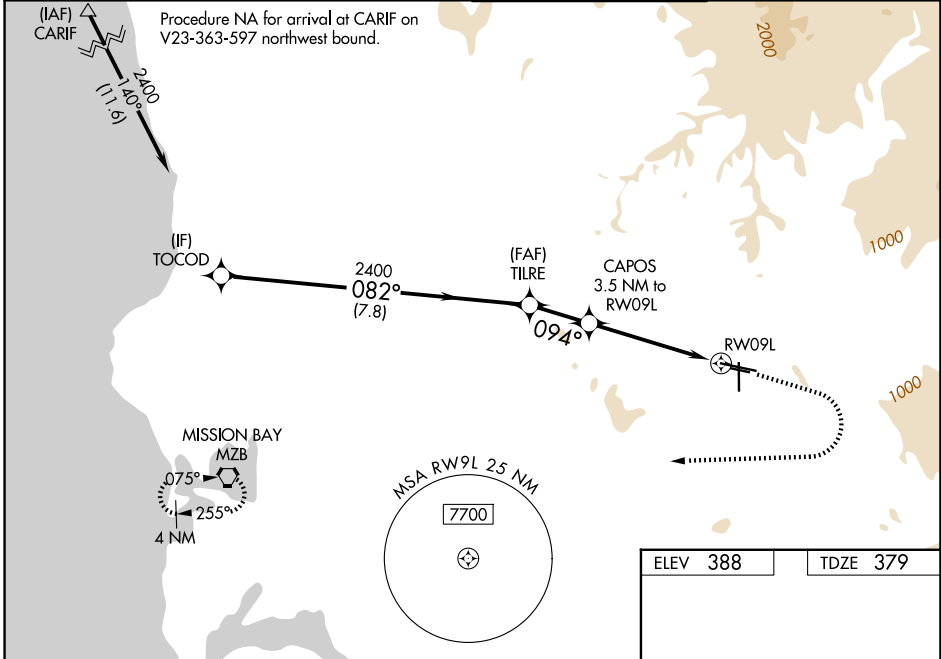 (IAF)
CARIF
Procedure NA for arrival at CARIF on
V23-363-597 northwest bound.
2400
140°
(11.6)
2000
1000
(IF)
TOCOD
2400
082°
(7.8)
(FAF)
TILRE
CAPOS
3.5 NM to
RW09L
094°
RW09L
1000
MISSION BAY
MZB
075°
255°
4 NM
MSA RW9L 25 NM
7700
ELEV 388
TDZE 379